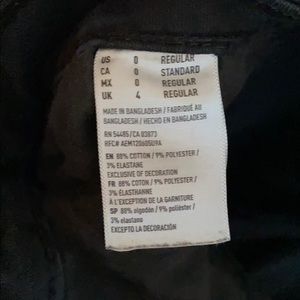 US 0 REGULAR
CA 0 STANDARD
MX 0 REGULAR
UK 4 REGULAR
MADE IN BANGLADESH / FABRIQUÉ AU
BANGLADESH / HECHO EN BANGLADESH
RN 54485/CA 03873
RFC# AEM120605U9A
EN 88% COTTON / 9% POLYESTER /
3% ELASTANE
EXCLUSIVE OF DECORATION
FR 88% COTON / 9% POLYESTER /
3% ÉLASTHANNE
À L'EXCEPTION DE LA GARNITURE
SP 88% algodón / 9% poliéster /
3% elastano
EXCEPTO LA DECORACIÓN